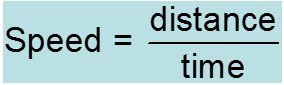 distance
Speed =
time